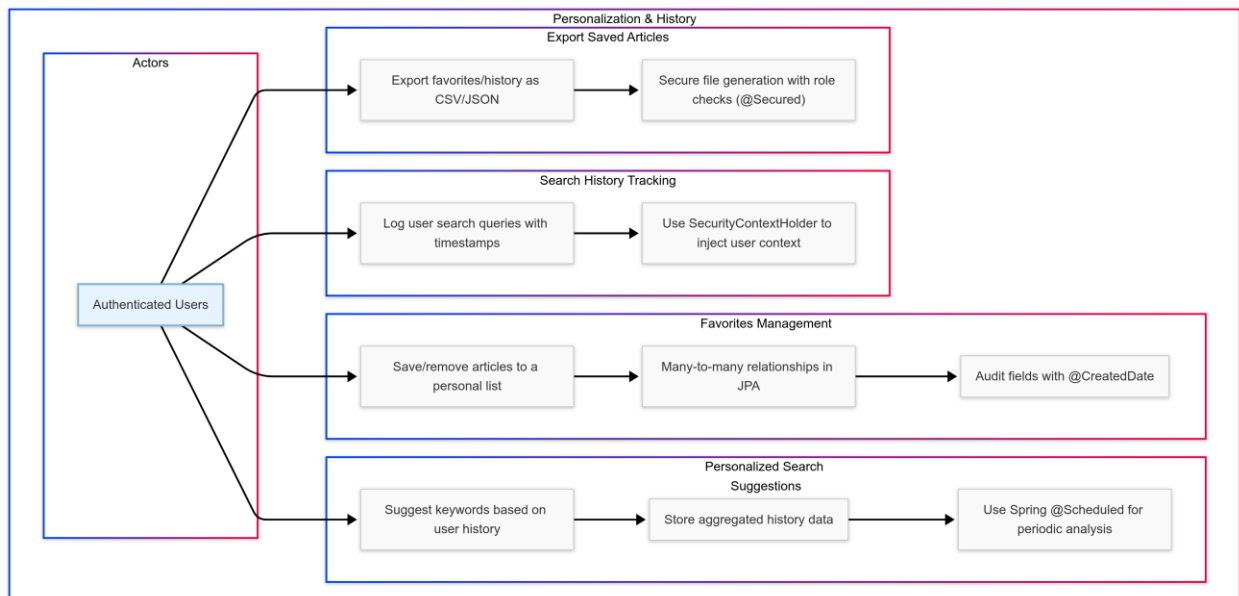 Personalization & History
Export Saved Articles
Actors
Export favorites/history as
CSV/JSON
Secure file generation with role
checks (@Secured)
Search History Tracking
Log user search queries with
timestamps
Use SecurityContextHolder to
inject user context
Authenticated Users
Favorites Management
Save/remove articles to a
personal list
Many-to-many relationships in
JPA
Audit fields with @CreatedDate
Personalized Search
Suggestions
Suggest keywords based on
user history
Store aggregated history data
Use Spring @Scheduled for
periodic analysis